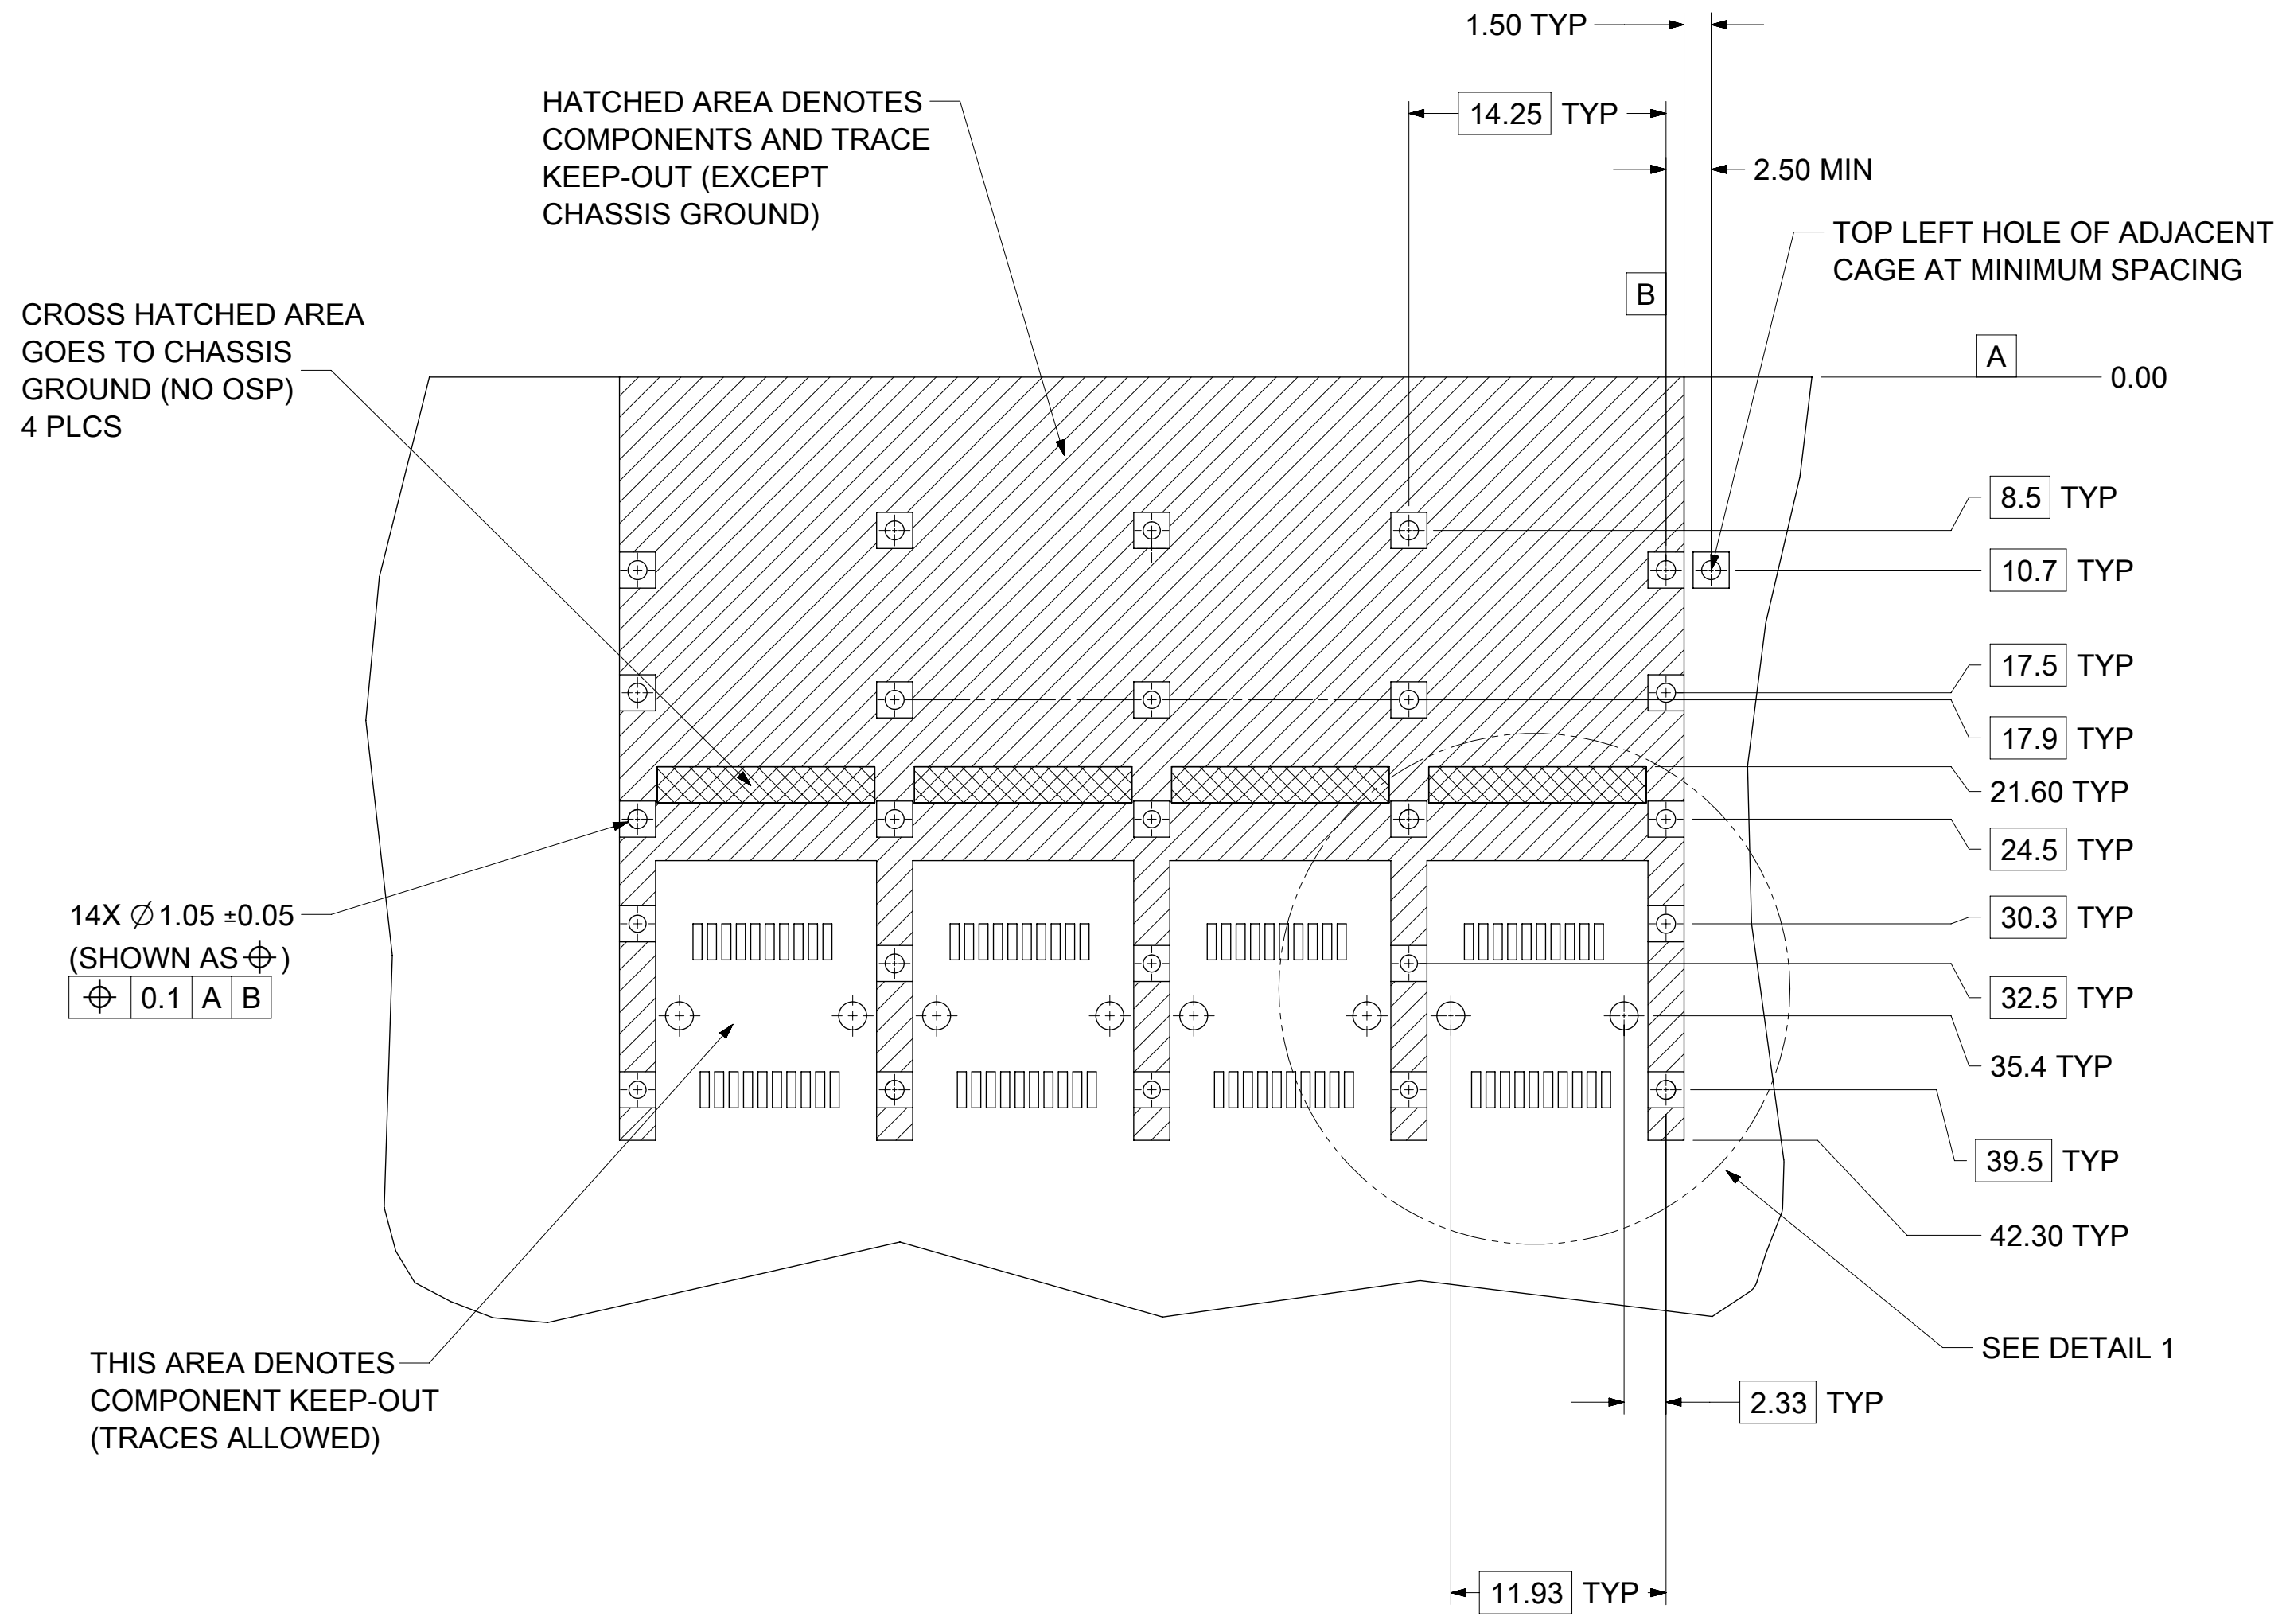 1.50 TYP
HATCHED AREA DENOTES
COMPONENTS AND TRACE
KEEP-OUT (EXCEPT
CHASSIS GROUND)
14.25 TYP
2.50 MIN
TOP LEFT HOLE OF ADJACENT
CAGE AT MINIMUM SPACING
B
CROSS HATCHED AREA
GOES TO CHASSIS
GROUND (NO OSP)
4 PLCS
A
0.00
8.5 TYP
10.7 TYP
17.5 TYP
17.9 TYP
21.60 TYP
24.5 TYP
14X ∅1.05 ±0.05
(SHOWN AS ⌖)
⌖ 0.1 A B
30.3 TYP
32.5 TYP
35.4 TYP
39.5 TYP
42.30 TYP
SEE DETAIL 1
THIS AREA DENOTES
COMPONENT KEEP-OUT
(TRACES ALLOWED)
2.33 TYP
11.93 TYP